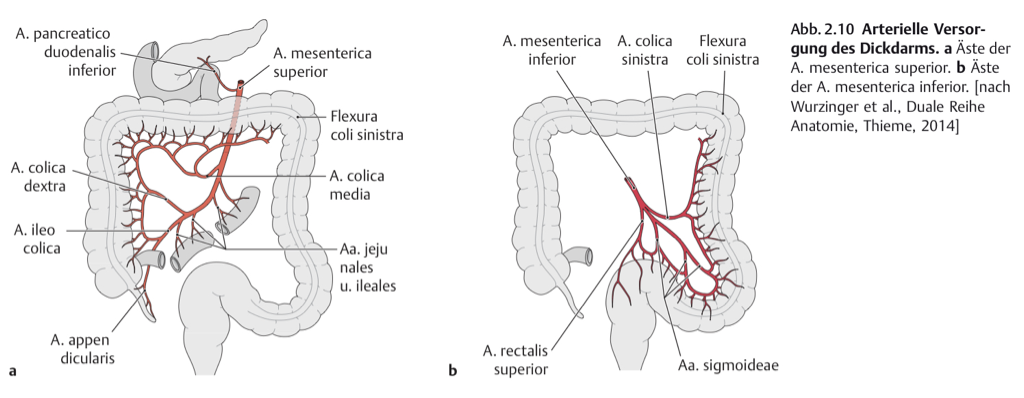 A. pancreatico
duodenalis
inferior
A. mesenterica
superior
Flexura
coli sinistra
A. colica
dextra
A. colica
media
A. ileo
colica
Aa. jeju
nales
u. ileales
A. appen
dicularis
a
A. mesenterica
inferior
A. colica
sinistra
Flexura
coli sinistra
A. rectalis
superior
Aa. sigmoideae
b
Abb. 2.10 Arterielle Versor-
gung des Dickdarms. a Äste der
A. mesenterica superior. b Äste
der A. mesenterica inferior. [nach
Wurzinger et al., Duale Reihe
Anatomie, Thieme, 2014]